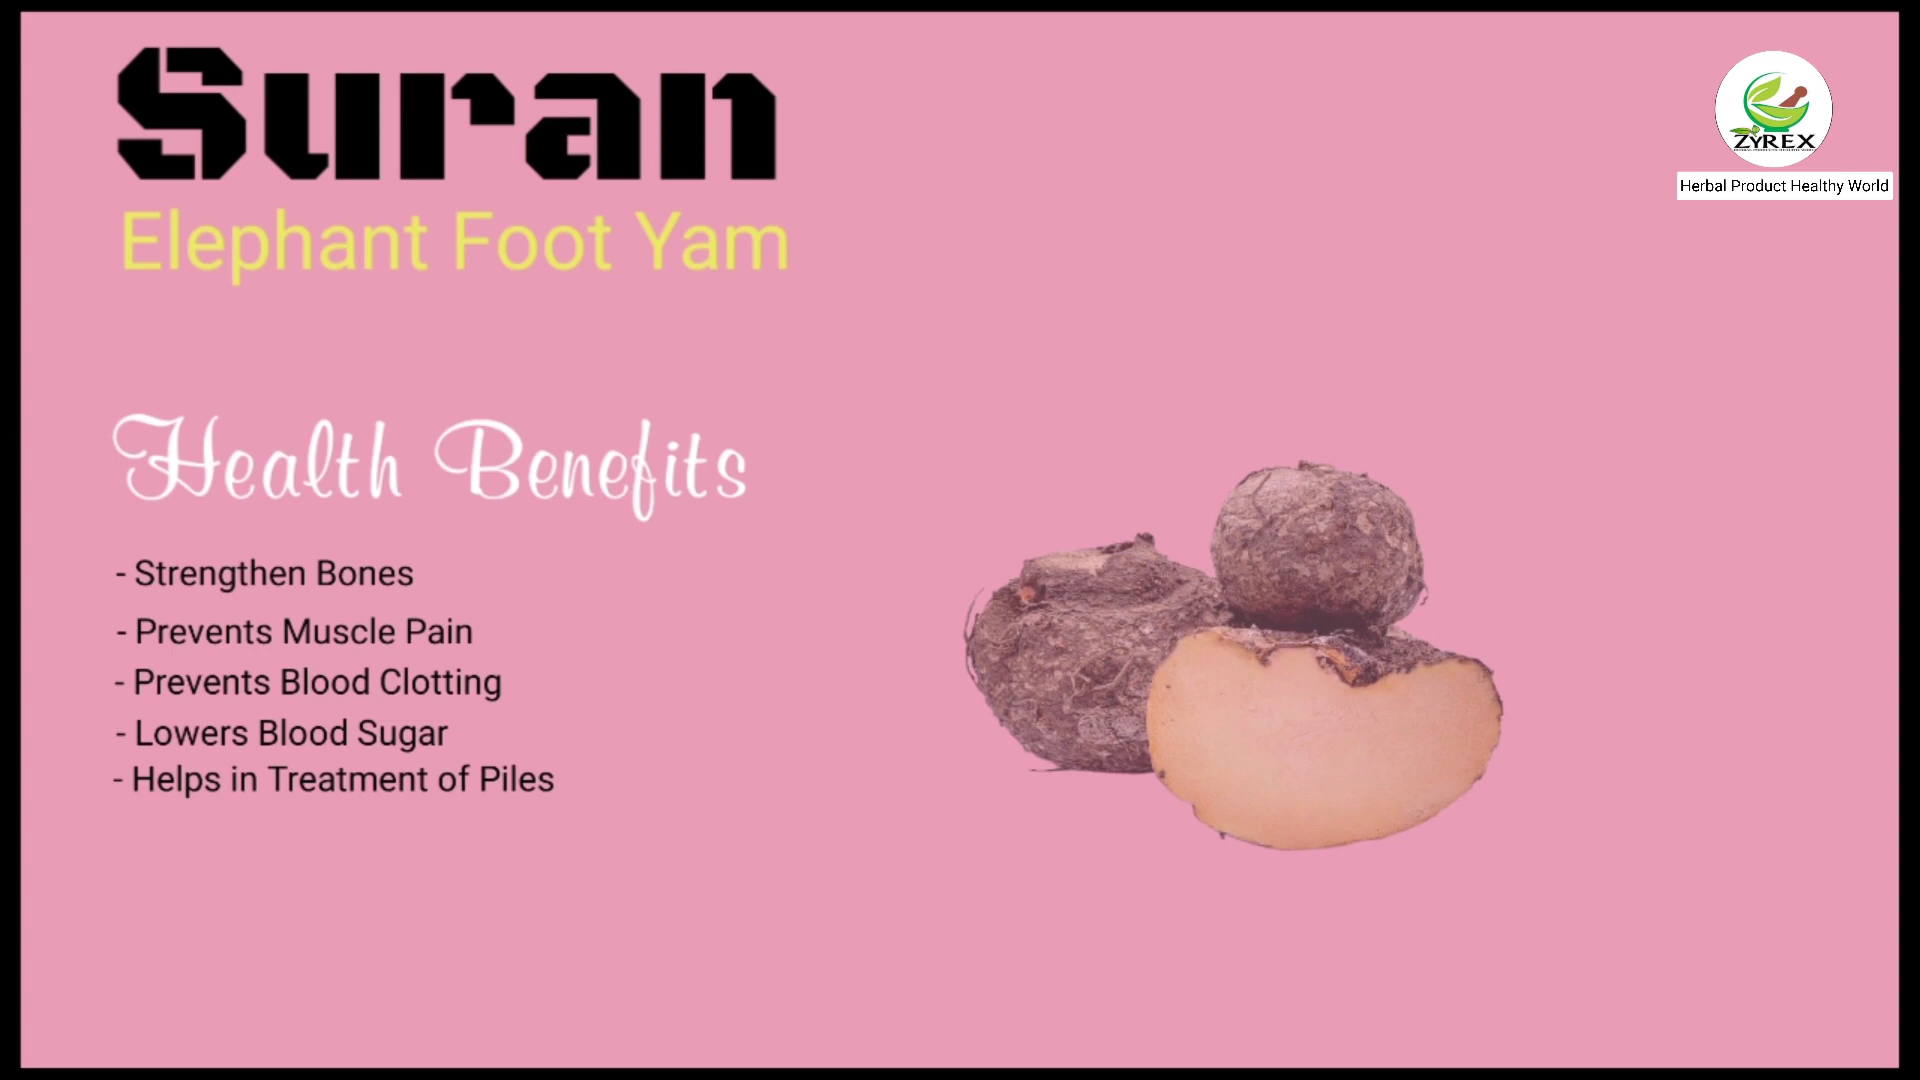 Suran
Elephant Foot Yam
ZYREX
Herbal Product Healthy World
Health Benefits
- Strengthen Bones
- Prevents Muscle Pain
- Prevents Blood Clotting
- Lowers Blood Sugar
- Helps in Treatment of Piles